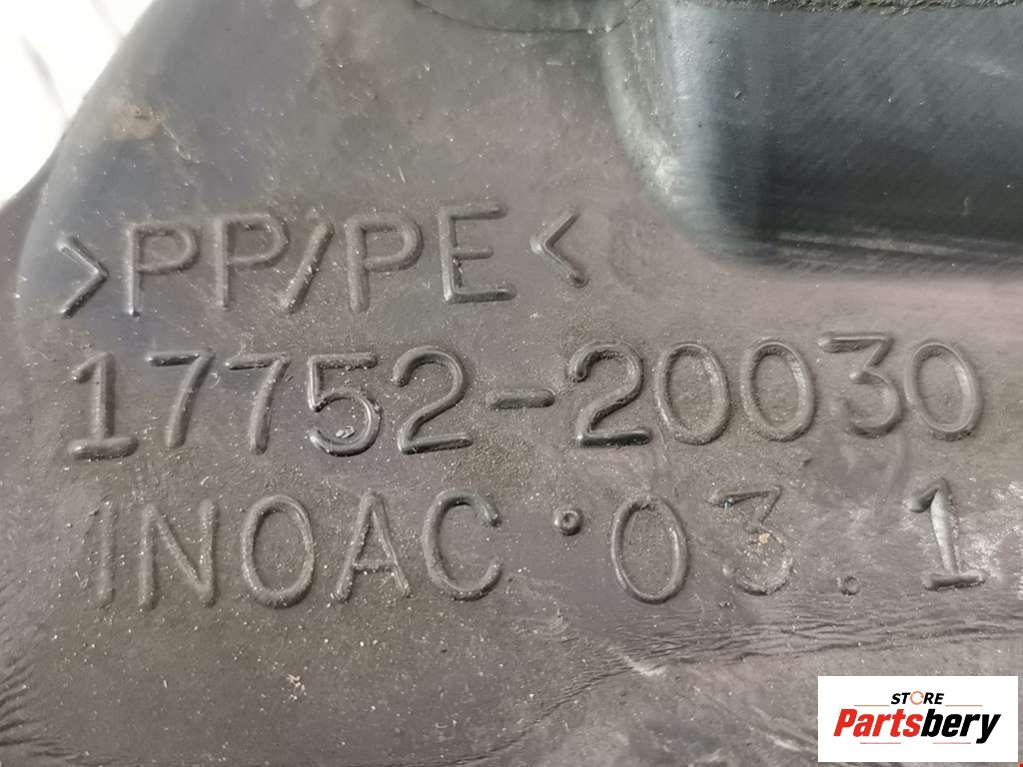 >PP/PE<
17752-20030
INOAC · 03.1
STORE
Partsbery